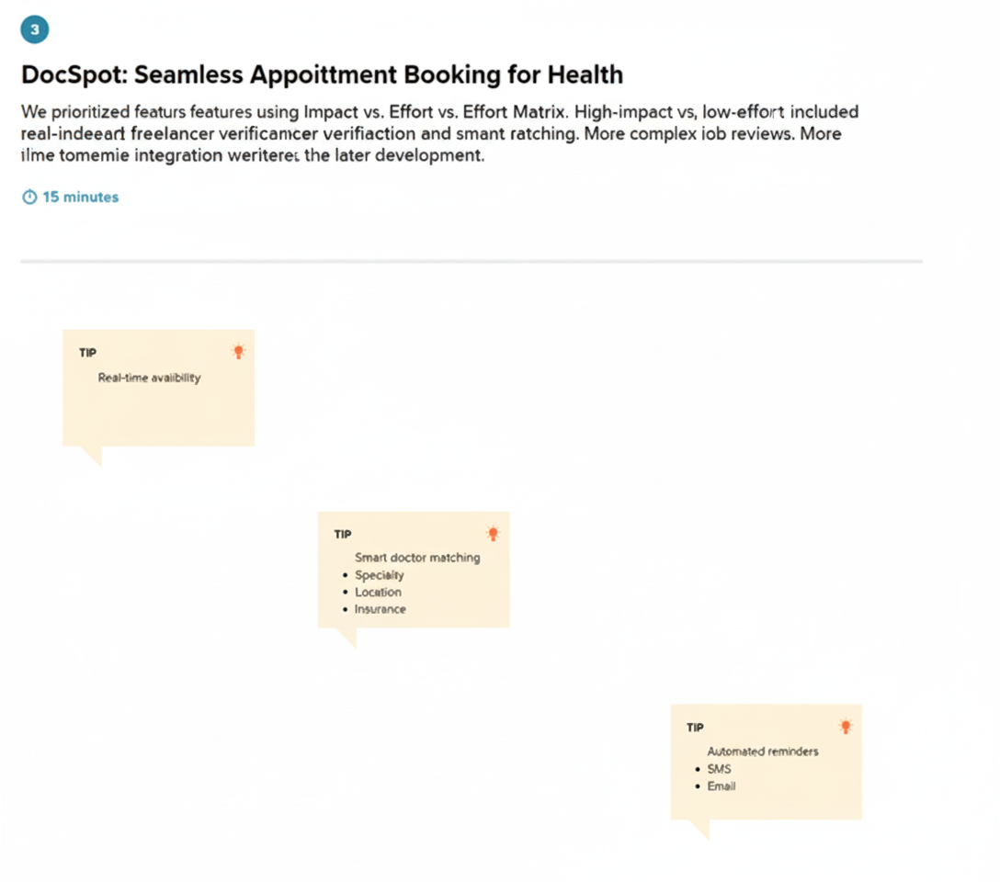 3
DocSpot: Seamless Appoittment Booking for Health
We prioritized featurs features using Impact vs. Effort vs. Effort Matrix. High-impact vs, low-effort included
real-indeeart freelancer verificamcer verifiaction and smant ratching. More complex iob reviews. More
ilme tomemie integration weriteret the later development.
15 minutes
TIP
Real-time avaiibility
TIP
Smart doctor matching
• Specialty
• Location
• Insurance
TIP
Automated reminders
• SMS
• Email